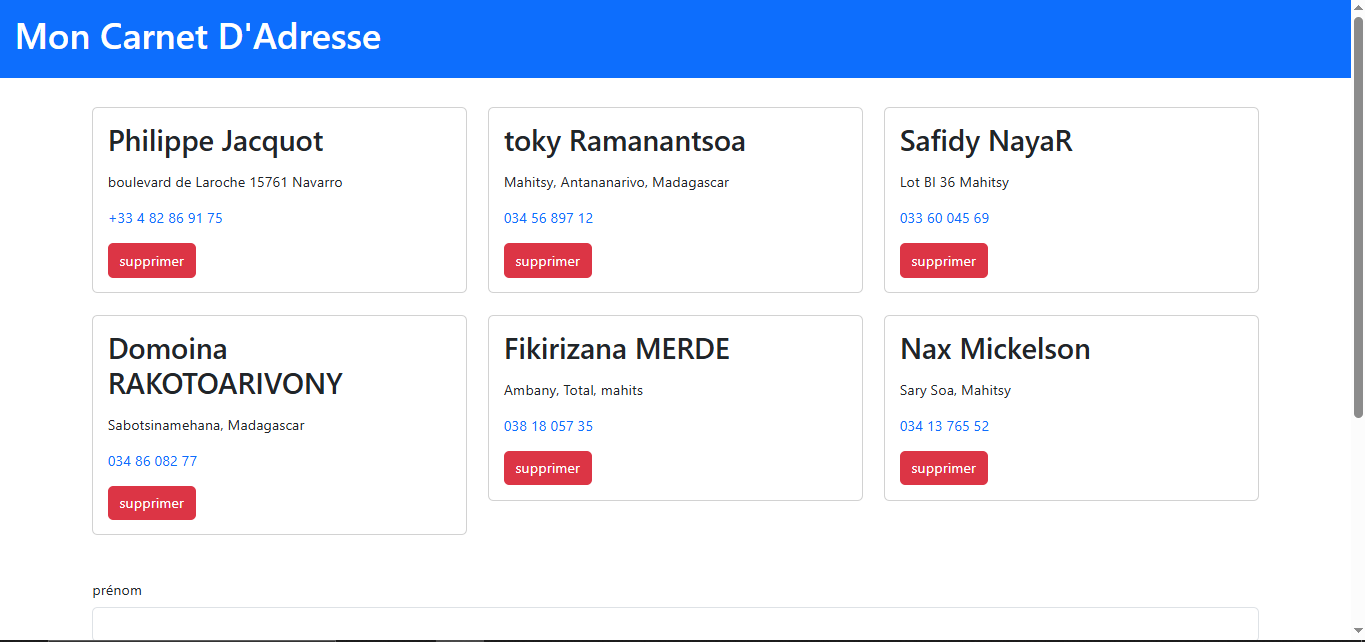 Mon Carnet D'Adresse
Philippe Jacquot
boulevard de Laroche 15761 Navarro
+33 4 82 86 91 75
supprimer
toky Ramanantsoa
Mahitsy, Antananarivo, Madagascar
034 56 897 12
supprimer
Safidy NayaR
Lot BI 36 Mahitsy
033 60 045 69
supprimer
Domoina
RAKOTOARIVONY
Sabotsinamehana, Madagascar
034 86 082 77
supprimer
Fikirizana MERDE
Ambany, Total, mahits
038 18 057 35
supprimer
Nax Mickelson
Sary Soa, Mahitsy
034 13 765 52
supprimer
prénom